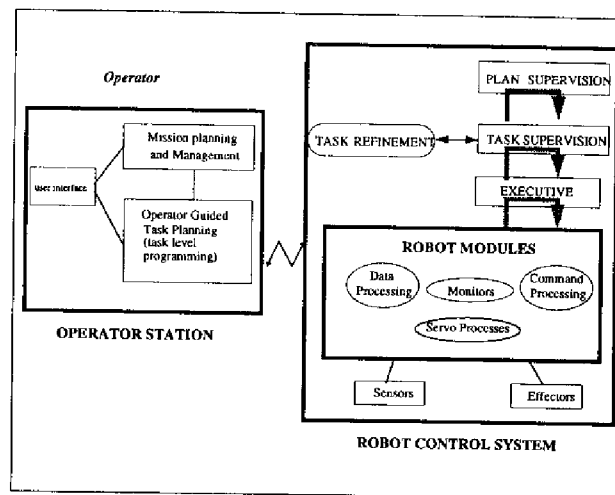 Operator
Mission planning
and Management
user interface
Operator Guided
Task Planning
(task level
programming)
OPERATOR STATION
PLAN SUPERVISION
TASK REFINEMENT
TASK SUPERVISION
EXECUTIVE
ROBOT MODULES
Data
Processing
Monitors
Command
Processing
Servo Processes
Sensors
Effectors
ROBOT CONTROL SYSTEM